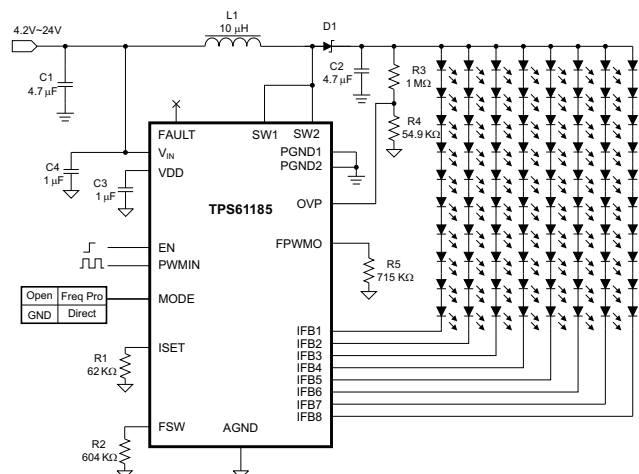 4.2V~24V
L1
10 µH
D1
C1
4.7 µF
C2
4.7 µF
R3
1 MΩ
R4
54.9 KΩ
FAULT
SW1
SW2
VIN
PGND1
PGND2
C4
1 µF
C3
1 µF
VDD
TPS61185
OVP
EN
FPWMO
PWMIN
R5
715 KΩ
Open
Freq Pro
MODE
GND
Direct
IFB1
IFB2
ISET
IFB3
R1
62 KΩ
IFB4
IFB5
IFB6
IFB7
IFB8
FSW
AGND
R2
604 KΩ